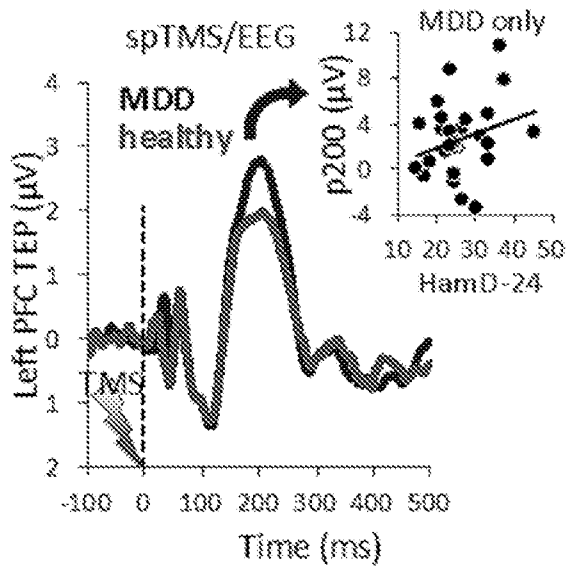 spTMS/EEG
MDD
healthy
Left PFC TEP (μV)
4
3
2
1
0
1
2
TMS
-100 0 100 200 300 400 500
Time (ms)
MDD only
p200 (μV)
12
8
4
0
-4
10 20 30 40 50
HamD-24